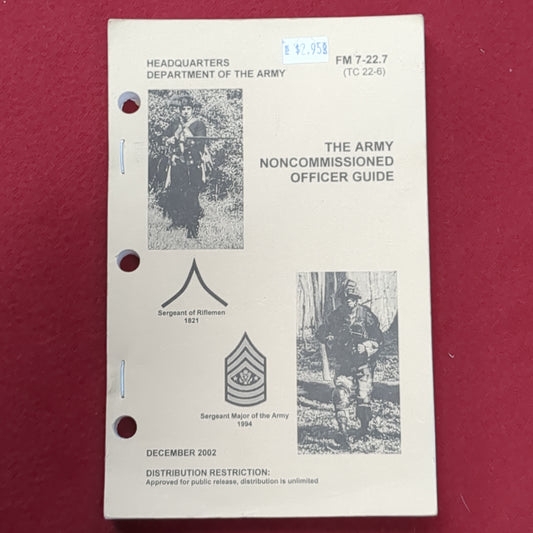 $2.95
HEADQUARTERS
DEPARTMENT OF THE ARMY
FM 7-22.7
(TC 22-6)
THE ARMY
NONCOMMISSIONED
OFFICER GUIDE
Sergeant of Riflemen
1821
Sergeant Major of the Army
1994
DECEMBER 2002
DISTRIBUTION RESTRICTION:
Approved for public release, distribution is unlimited